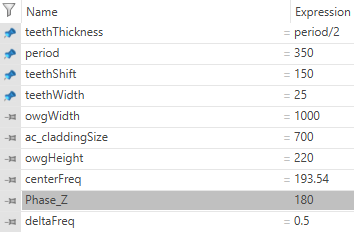 Name Expression
teethThickness = period/2
period = 350
teethShift = 150
teethWidth = 25
owgWidth = 1000
ac_claddingSize = 700
owgHeight = 220
centerFreq = 193.54
Phase_Z 180
deltaFreq = 0.5